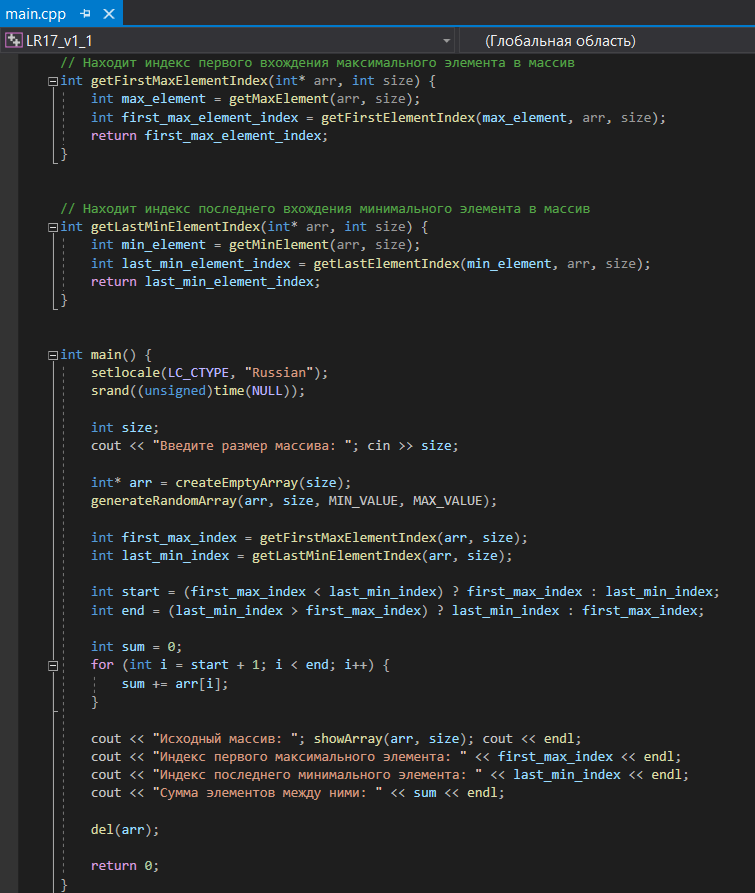 main.cpp
LR17_v1_1 (Глобальная область)
// Находит индекс первого вхождения максимального элемента в массив
int getFirstMaxElementIndex(int* arr, int size) {
    int max_element = getMaxElement(arr, size);
    int first_max_element_index = getFirstElementIndex(max_element, arr, size);
    return first_max_element_index;
}
// Находит индекс последнего вхождения минимального элемента в массив
int getLastMinElementIndex(int* arr, int size) {
    int min_element = getMinElement(arr, size);
    int last_min_element_index = getLastElementIndex(min_element, arr, size);
    return last_min_element_index;
}
int main() {
    setlocale(LC_CTYPE, "Russian");
    srand((unsigned)time(NULL));
    int size;
    cout << "Введите размер массива: "; cin >> size;
    int* arr = createEmptyArray(size);
    generateRandomArray(arr, size, MIN_VALUE, MAX_VALUE);
    int first_max_index = getFirstMaxElementIndex(arr, size);
    int last_min_index = getLastMinElementIndex(arr, size);
    int start = (first_max_index < last_min_index) ? first_max_index : last_min_index;
    int end = (last_min_index > first_max_index) ? last_min_index : first_max_index;
    int sum = 0;
    for (int i = start + 1; i < end; i++) {
        sum += arr[i];
    }
    cout << "Исходный массив: "; showArray(arr, size); cout << endl;
    cout << "Индекс первого максимального элемента: " << first_max_index << endl;
    cout << "Индекс последнего минимального элемента: " << last_min_index << endl;
    cout << "Сумма элементов между ними: " << sum << endl;
    del(arr);
    return 0;
}